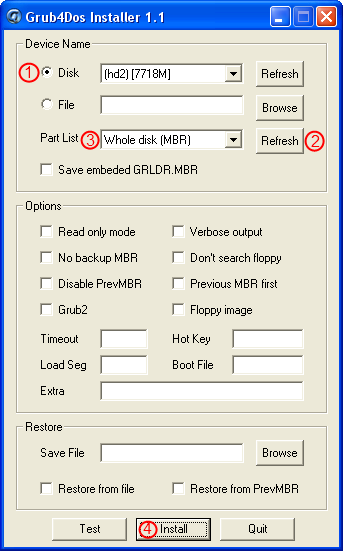 Grub4Dos Installer 1.1
Device Name
1 Disk (hd2) [7718M] Refresh
File Browse
Part List 3 Whole disk (MBR) Refresh 2
Save embeded GRLDR.MBR
Options
Read only mode Verbose output
No backup MBR Don't search floppy
Disable PrevMBR Previous MBR first
Grub2 Floppy image
Timeout Hot Key
Load Seg Boot File
Extra
Restore
Save File Browse
Restore from file Restore from PrevMBR
Test 4 Install Quit